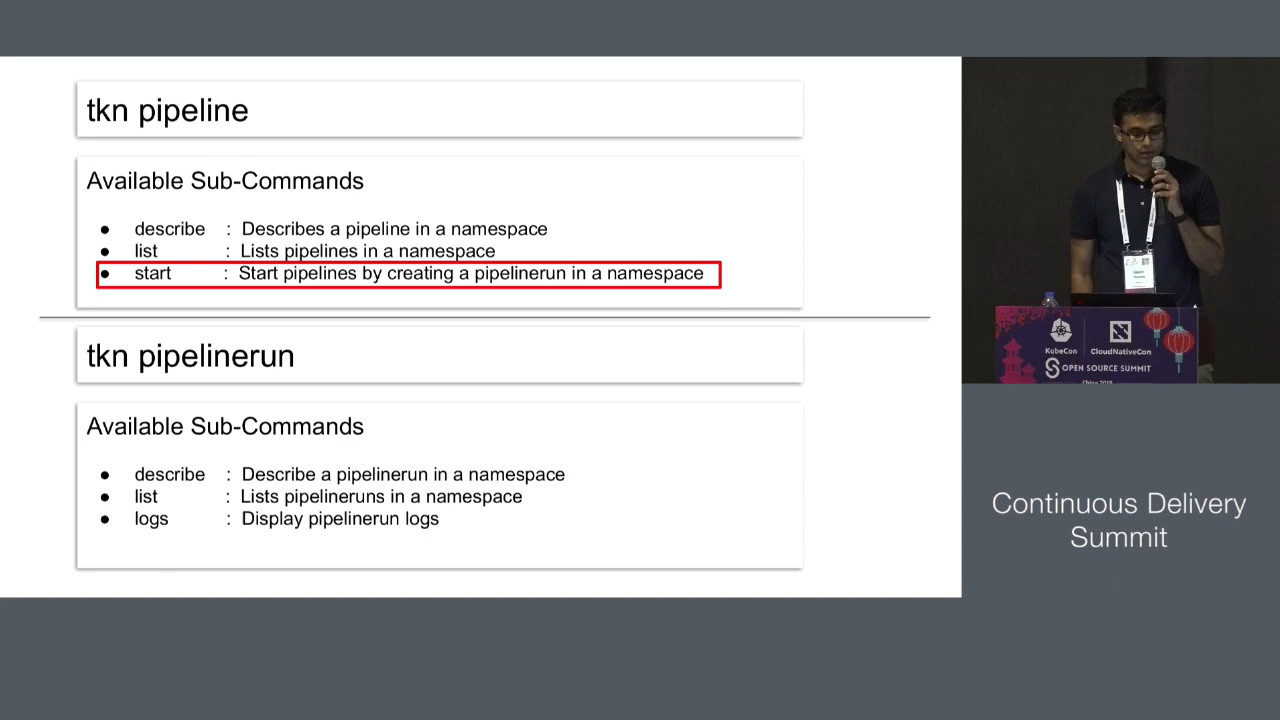 tkn pipeline
Available Sub-Commands
● describe : Describes a pipeline in a namespace
● list : Lists pipelines in a namespace
● start : Start pipelines by creating a pipelinerun in a namespace
tkn pipelinerun
Available Sub-Commands
● describe : Describe a pipelinerun in a namespace
● list : Lists pipelineruns in a namespace
● logs : Display pipelinerun logs
KubeCon CloudNativeCon
OPEN SOURCE SUMMIT
China 2019
Continuous Delivery
Summit